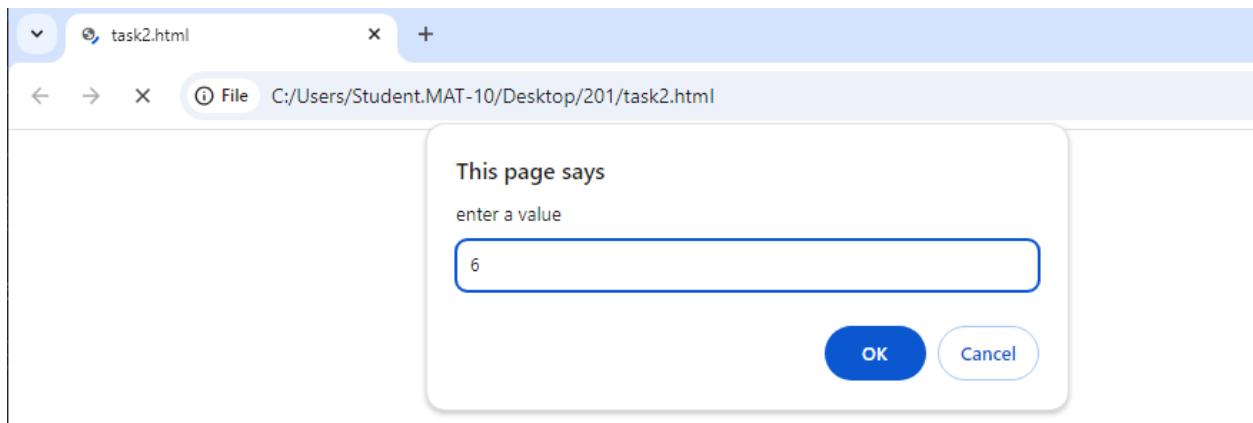 task2.html
File C:/Users/Student.MAT-10/Desktop/201/task2.html
This page says
enter a value
6
OK Cancel